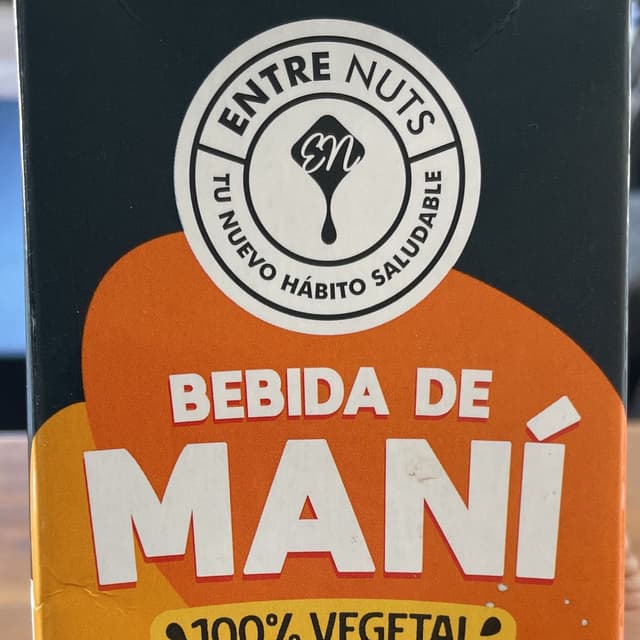 ENTRE NUTS
EN
TU NUEVO HÁBITO SALUDABLE
BEBIDA DE
MANÍ
100% VEGETAL